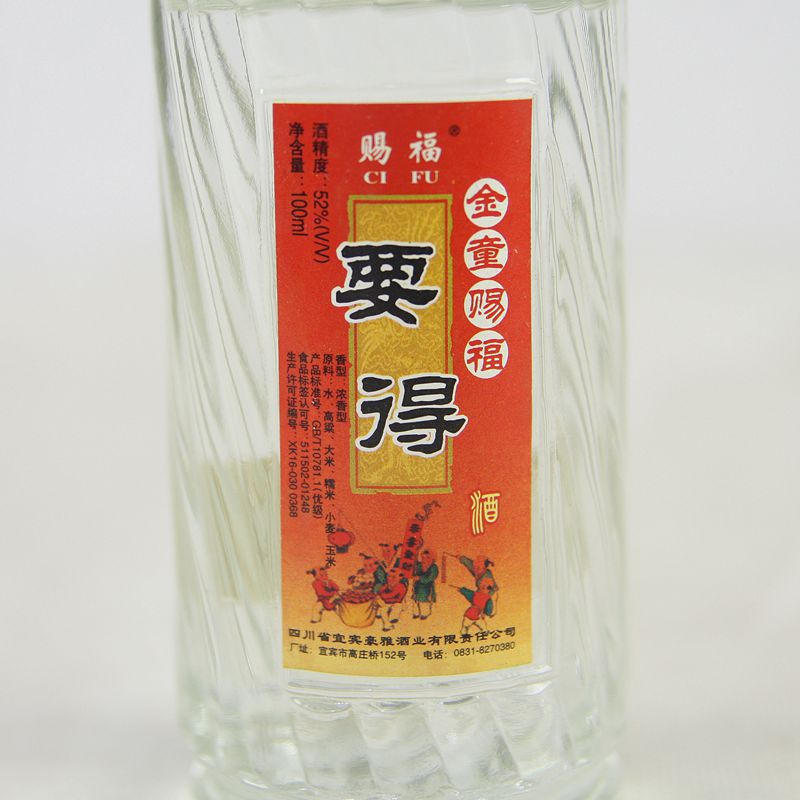 赐福®
CI FU
酒精度：52%(V/V)
净含量：100ml
金童赐福
要得
酒
香型：浓香型
原料：水、高粱、大米、糯米、小麦、玉米
产品标准号：GB/T10781.1(优级)
食品标签认可号：511502-01248
生产许可证编号：XK16-030 0368
四川省宜宾豪雅酒业有限责任公司
厂址：宜宾市高庄桥152号 电话：0831-8270380